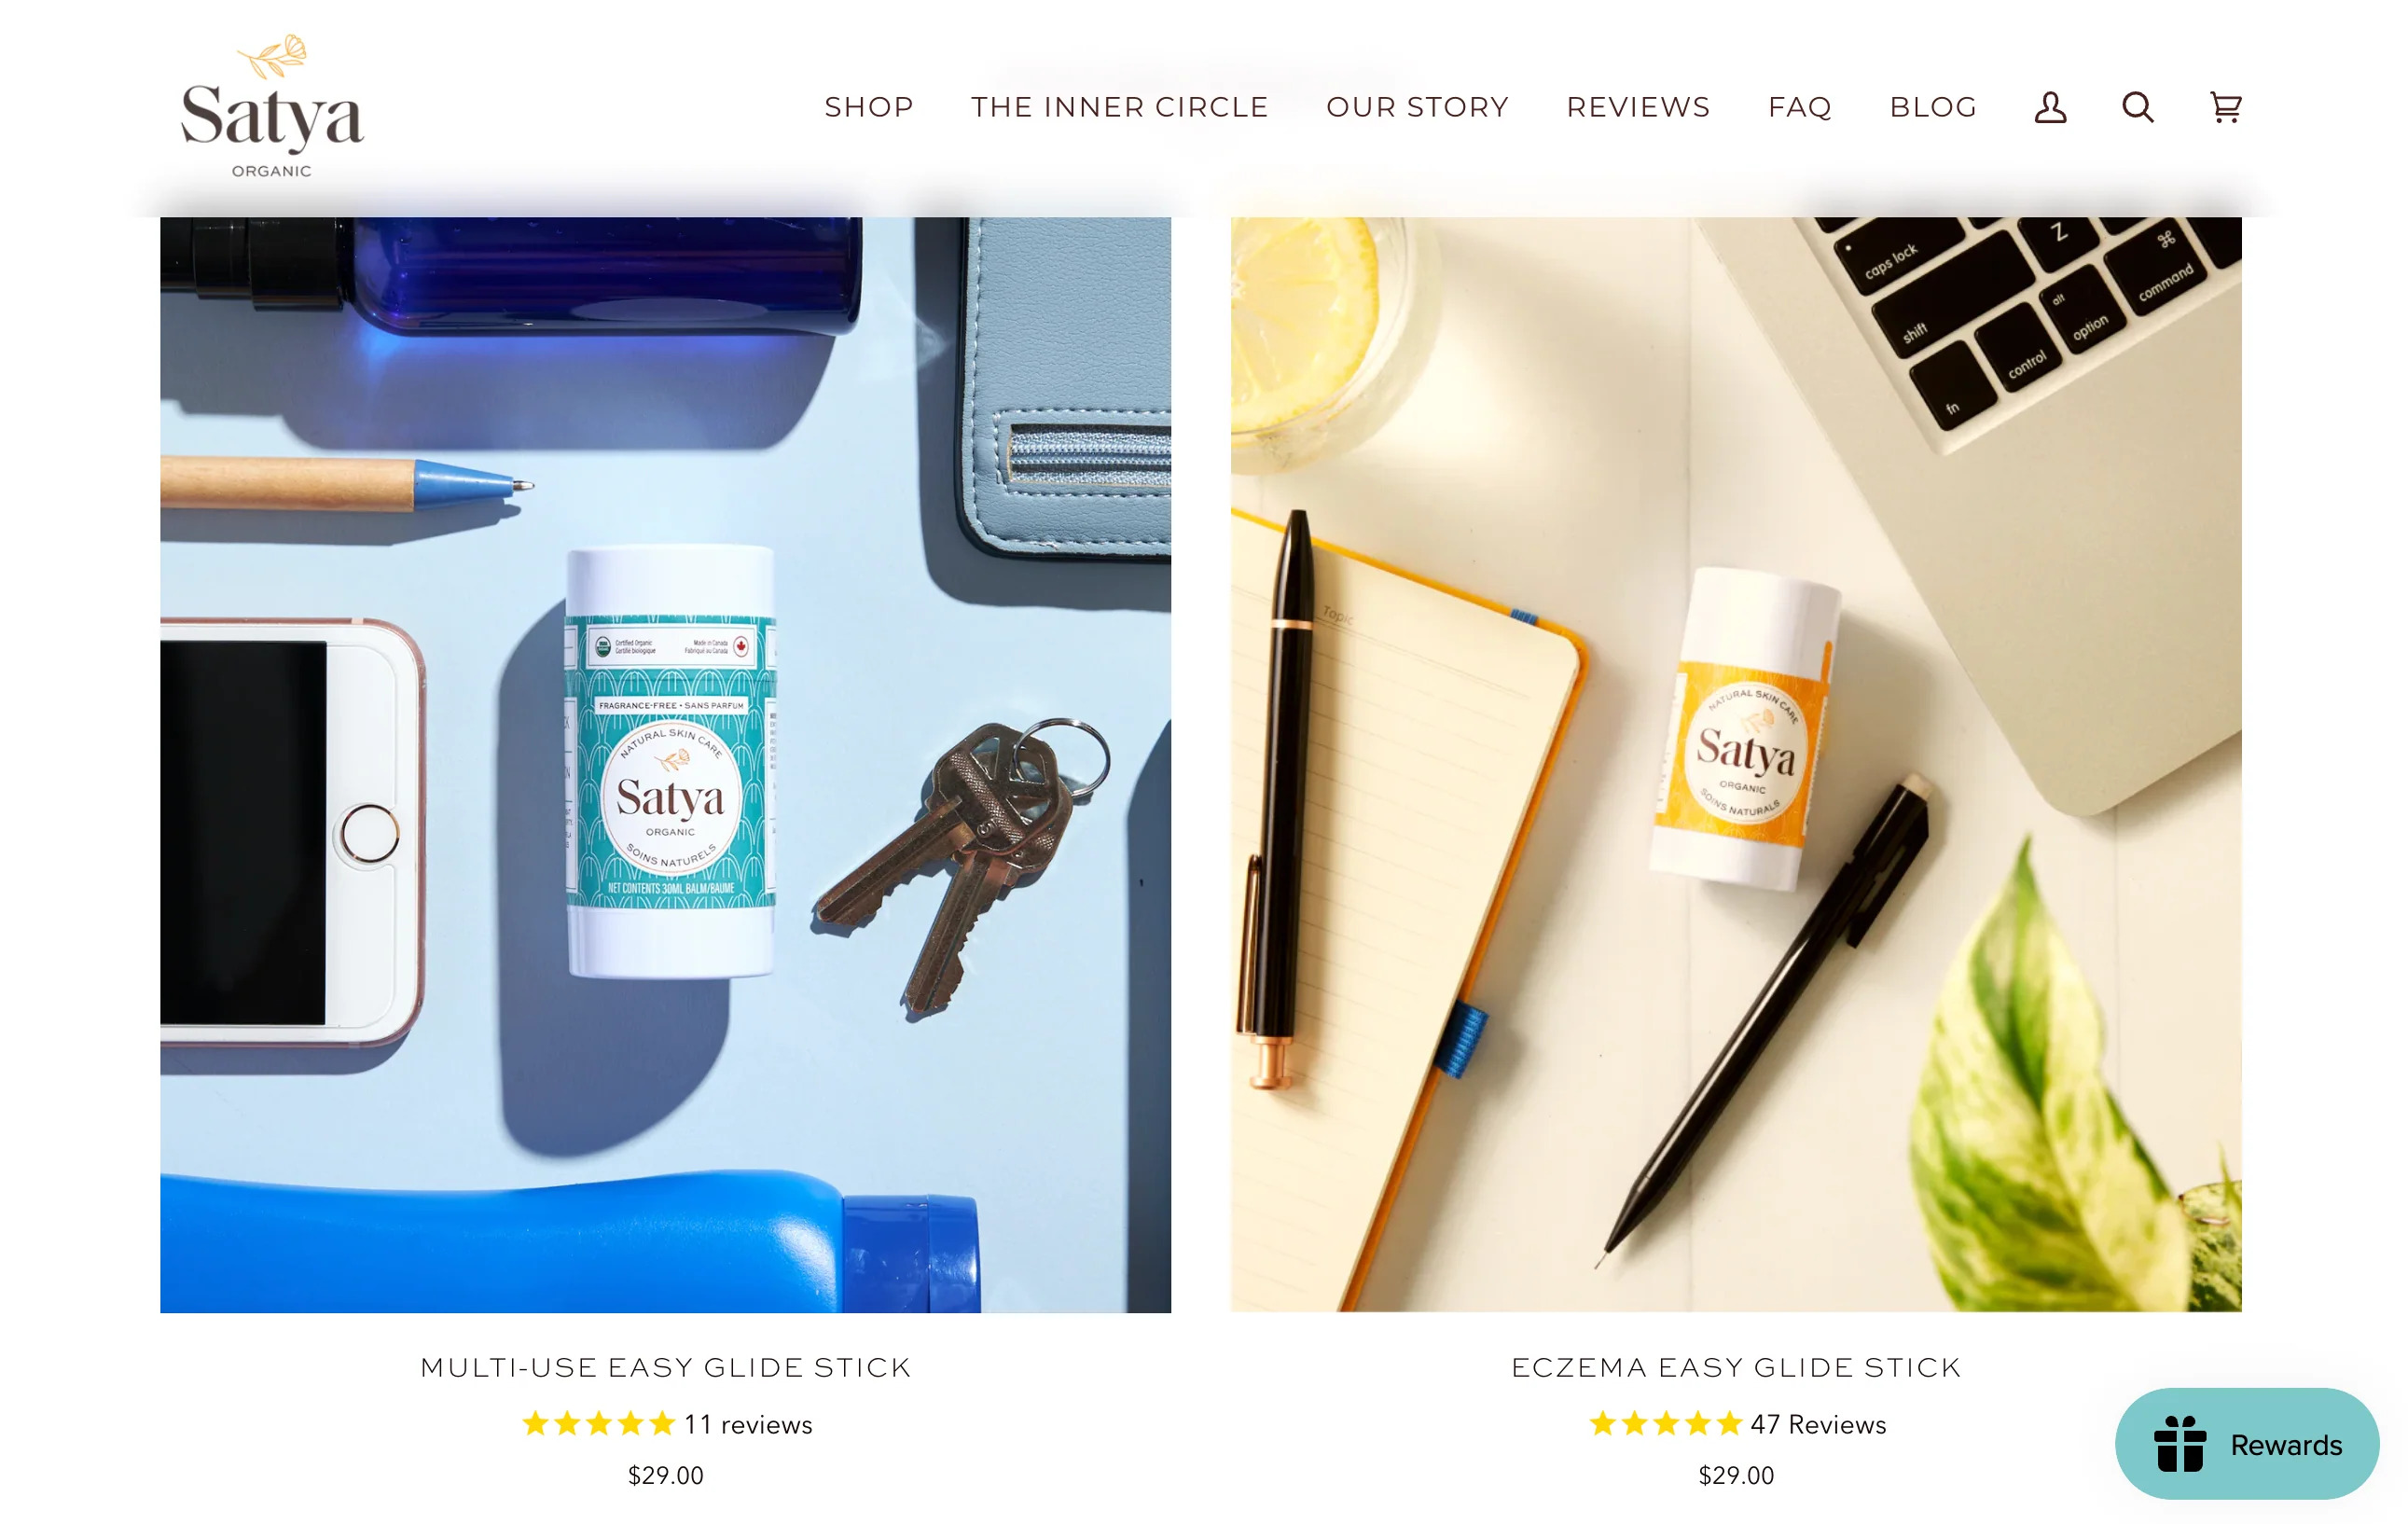 Satya
ORGANIC
SHOP THE INNER CIRCLE OUR STORY REVIEWS FAQ BLOG
caps lock
Z
⌘
command
shift
alt
option
control
fn
Topic
Certified Organic
Certifié biologique
Made in Canada
Fabriqué au Canada
FRAGRANCE-FREE • SANS PARFUM
NATURAL SKIN CARE
Satya
ORGANIC
SOINS NATURELS
NET CONTENTS 30ML BALM/BAUME
NATURAL SKIN CARE
Satya
ORGANIC
SOINS NATURALS
MULTI-USE EASY GLIDE STICK
11 reviews
$29.00
ECZEMA EASY GLIDE STICK
47 Reviews
$29.00
Rewards